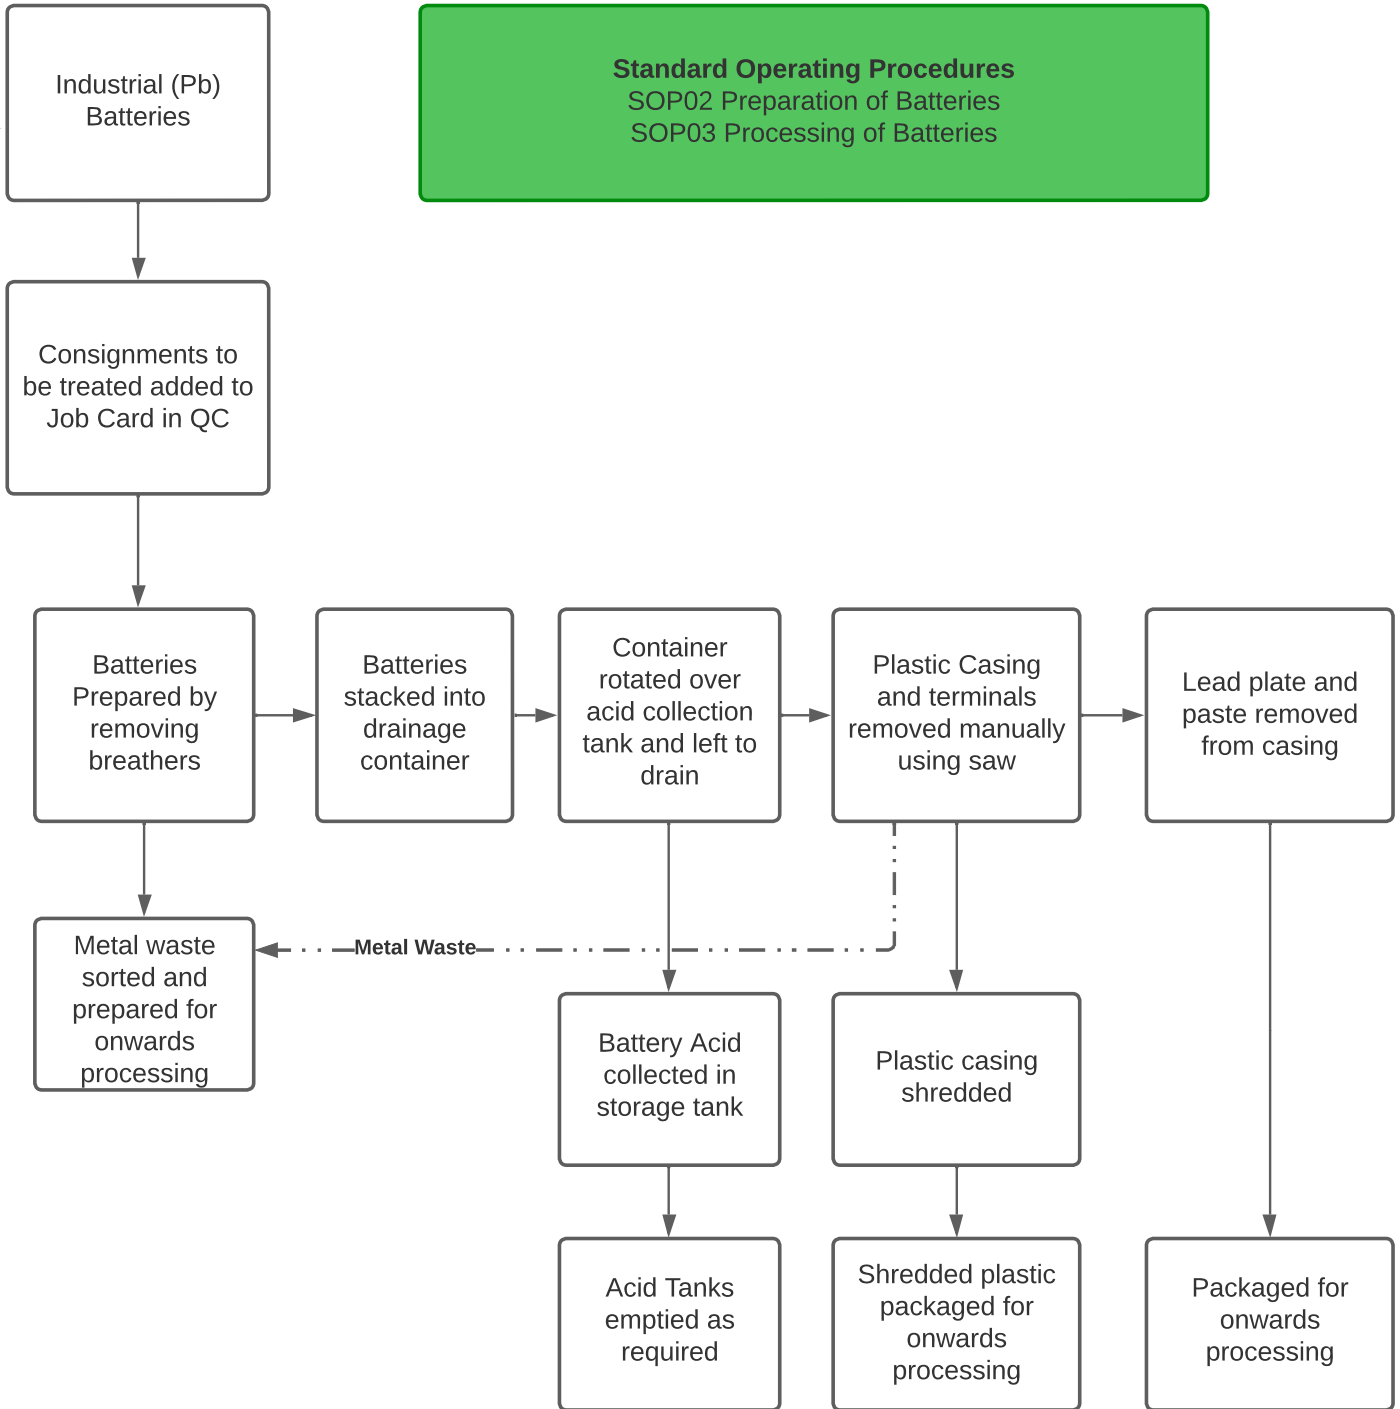 Industrial (Pb)
Batteries
Standard Operating Procedures
SOP02 Preparation of Batteries
SOP03 Processing of Batteries
Consignments to
be treated added to
Job Card in QC
Batteries
Prepared by
removing
breathers
Batteries
stacked into
drainage
container
Container
rotated over
acid collection
tank and left to
drain
Plastic Casing
and terminals
removed manually
using saw
Lead plate and
paste removed
from casing
Metal waste
sorted and
prepared for
onwards
processing
Metal Waste
Battery Acid
collected in
storage tank
Plastic casing
shredded
Acid Tanks
emptied as
required
Shredded plastic
packaged for
onwards
processing
Packaged for
onwards
processing